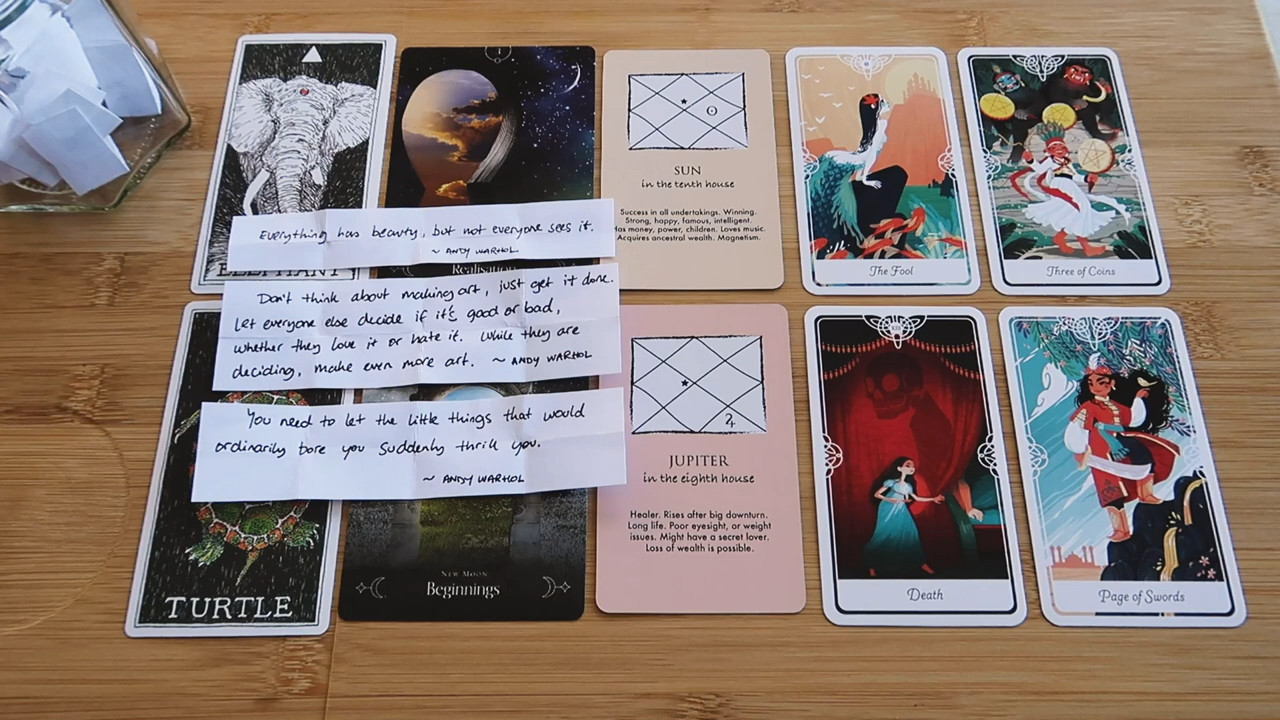 ELEPHANT
Realisation
SUN
in the tenth house
Success in all undertakings. Winning.
Strong, happy, famous, intelligent.
Has money, power, children. Loves music.
Acquires ancestral wealth. Magnetism.
The Fool
Three of Coins
Everything has beauty, but not everyone sees it.
~ ANDY WARHOL
Don't think about making art, just get it done.
Let everyone else decide if it's good or bad,
whether they love it or hate it. While they are
deciding, make even more art. ~ ANDY WARHOL
You need to let the little things that would
ordinarily bore you suddenly thrill you.
~ ANDY WARHOL
TURTLE
NEW MOON
Beginnings
JUPITER
in the eighth house
Healer. Rises after big downturn.
Long life. Poor eyesight, or weight
issues. Might have a secret lover.
Loss of wealth is possible.
Death
Page of Swords